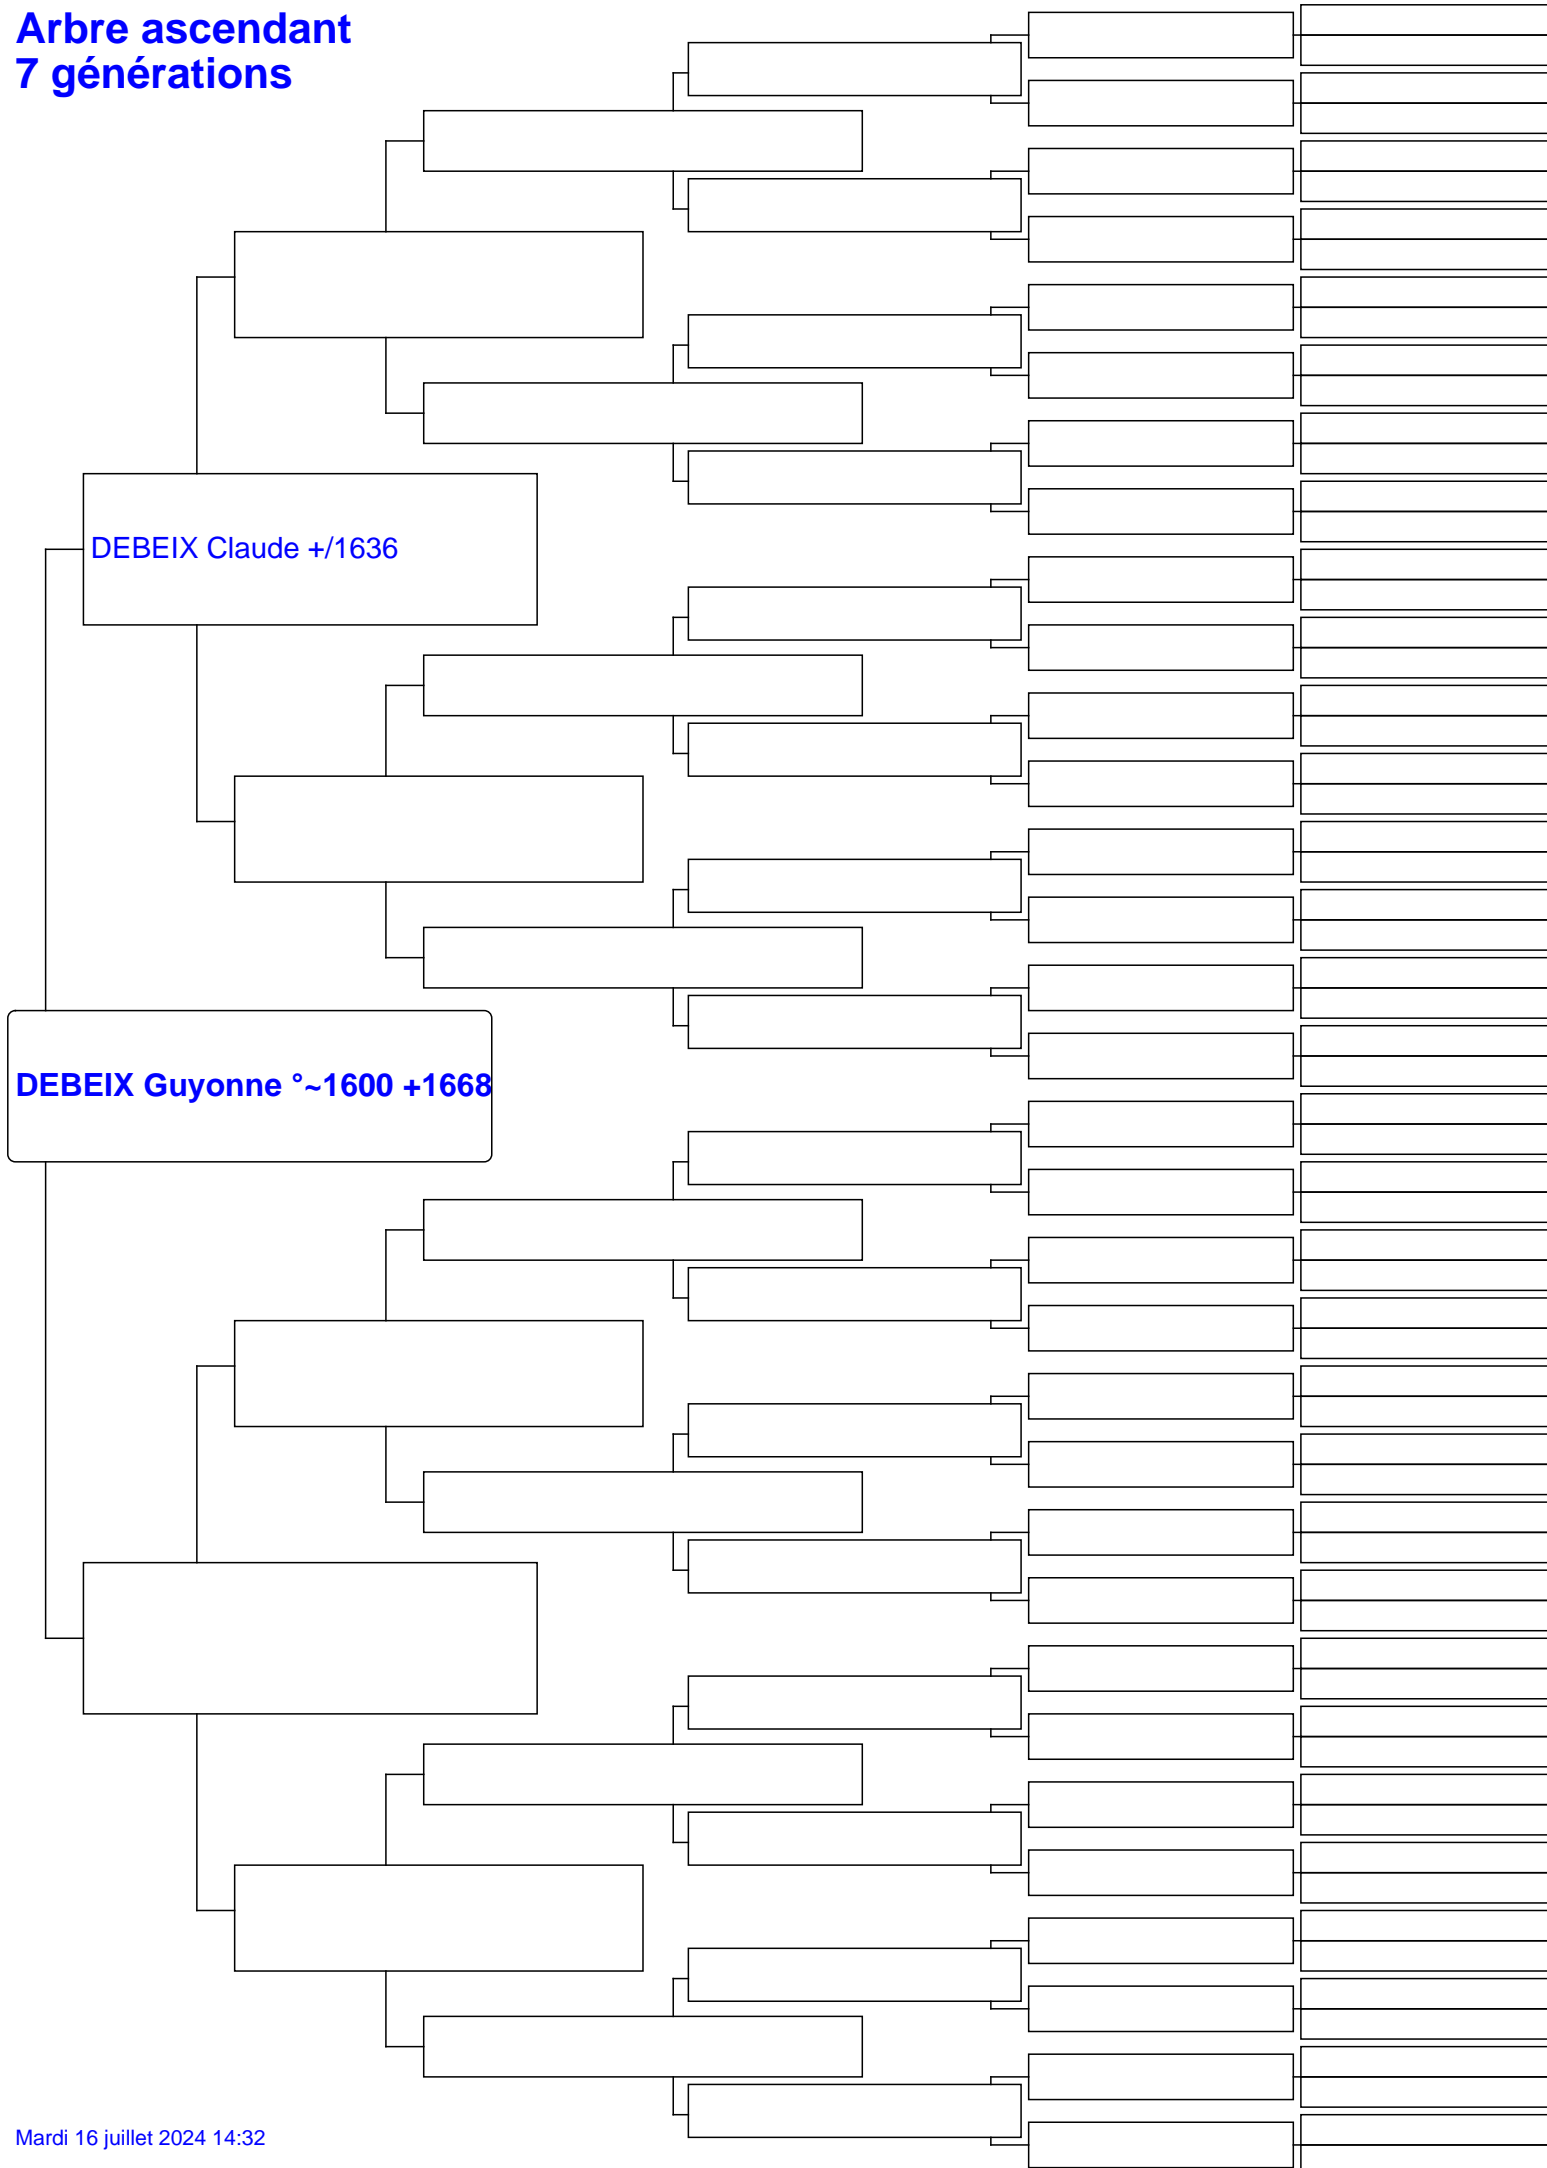 Arbre ascendant
7 générations
DEBEIX Claude +/1636
DEBEIX Guyonne °~1600 +1668
Mardi 16 juillet 2024 14:32